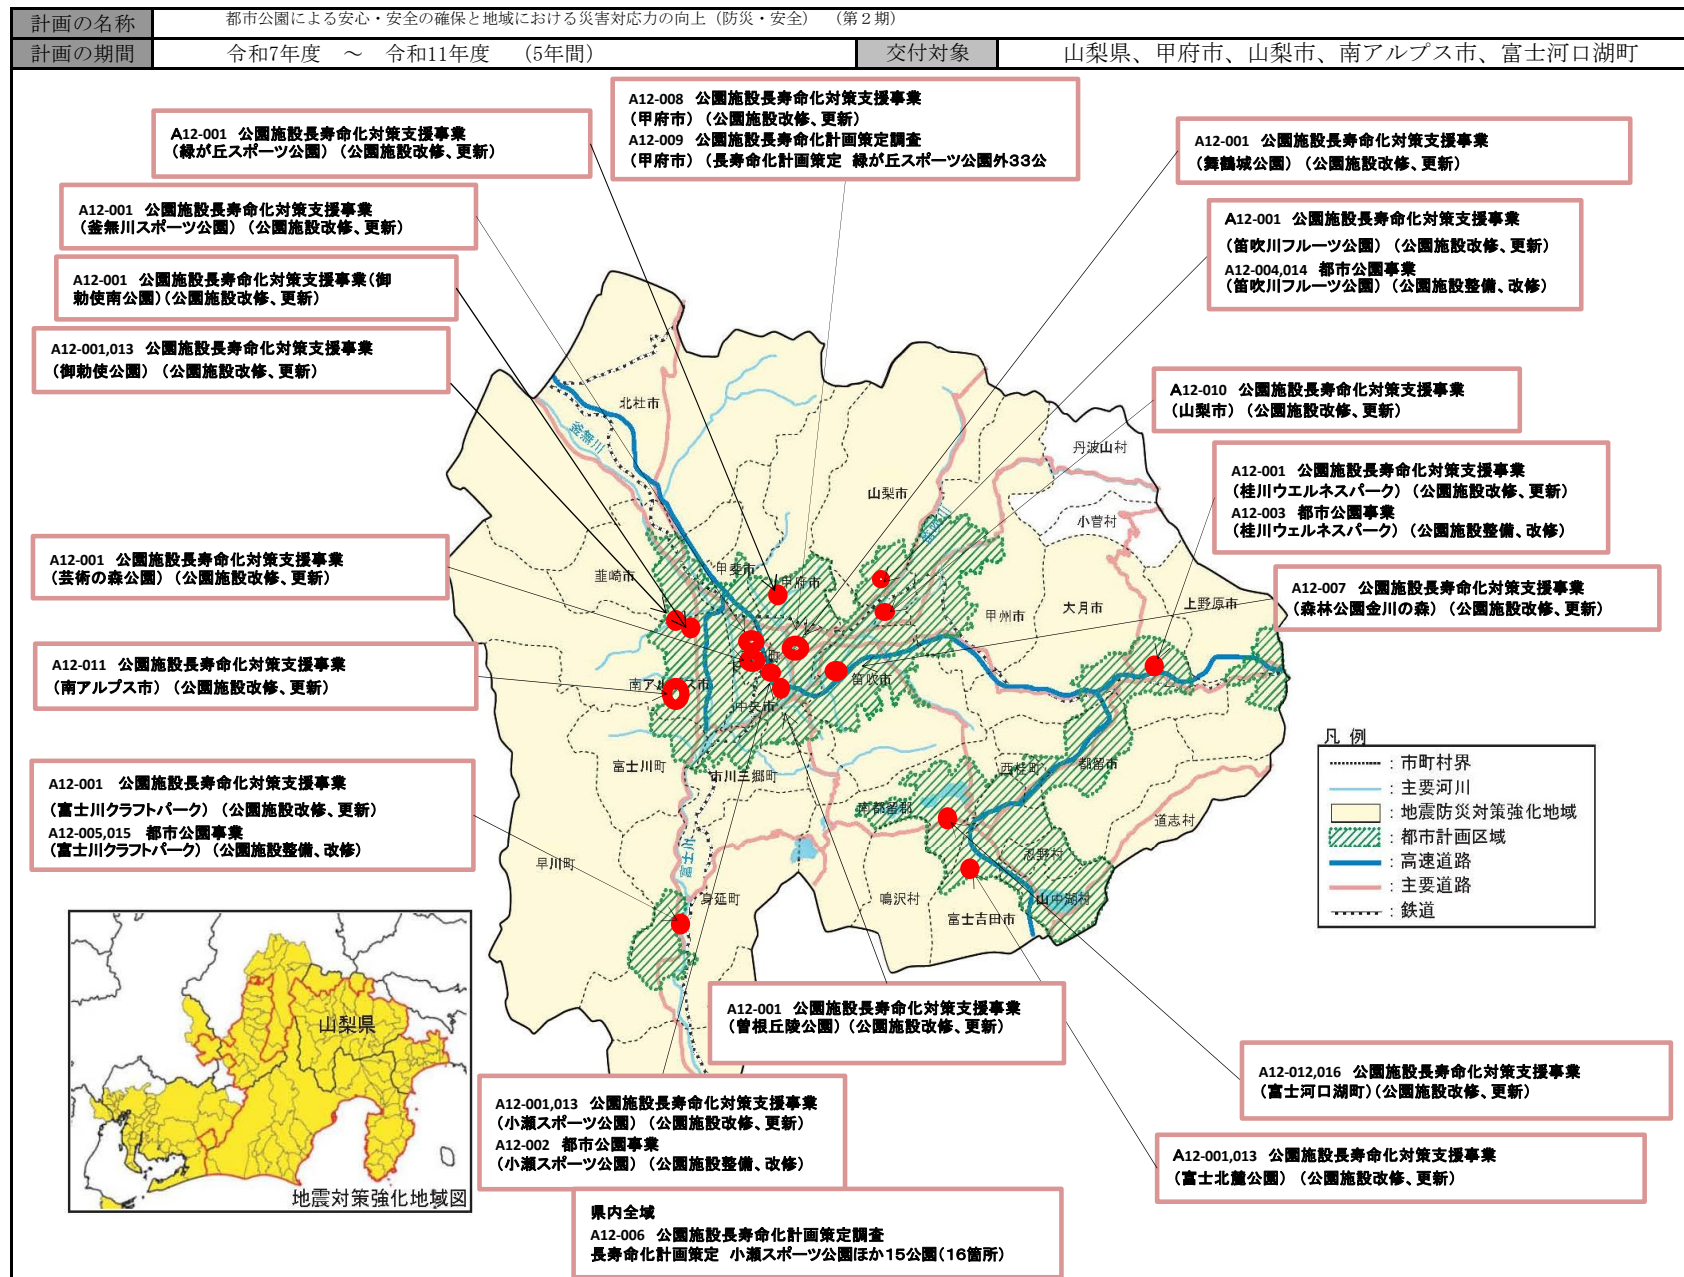 計画の名称
都市公園による安心・安全の確保と地域における災害対応力の向上（防災・安全）　（第２期）
計画の期間
令和7年度　～　令和11年度　（5年間）
交付対象
山梨県、甲府市、山梨市、南アルプス市、富士河口湖町
A12-001　公園施設長寿命化対策支援事業
（緑が丘スポーツ公園）（公園施設改修、更新）
A12-008　公園施設長寿命化対策支援事業
（甲府市）（公園施設改修、更新）
A12-009　公園施設長寿命化計画策定調査
（甲府市）（長寿命化計画策定　緑が丘スポーツ公園外33公
A12-001　公園施設長寿命化対策支援事業
（舞鶴城公園）（公園施設改修、更新）
A12-001　公園施設長寿命化対策支援事業
（釜無川スポーツ公園）（公園施設改修、更新）
A12-001　公園施設長寿命化対策支援事業
（笛吹川フルーツ公園）（公園施設改修、更新）
A12-004,014　都市公園事業
（笛吹川フルーツ公園）（公園施設整備、改修）
A12-001　公園施設長寿命化対策支援事業（御
勅使南公園）（公園施設改修、更新）
A12-001,013　公園施設長寿命化対策支援事業
（御勅使公園）（公園施設改修、更新）
A12-010　公園施設長寿命化対策支援事業
（山梨市）（公園施設改修、更新）
A12-001　公園施設長寿命化対策支援事業
（桂川ウエルネスパーク）（公園施設改修、更新）
A12-003　都市公園事業
（桂川ウェルネスパーク）（公園施設整備、改修）
A12-001　公園施設長寿命化対策支援事業
（芸術の森公園）（公園施設改修、更新）
A12-007　公園施設長寿命化対策支援事業
（森林公園金川の森）（公園施設改修、更新）
A12-011　公園施設長寿命化対策支援事業
（南アルプス市）（公園施設改修、更新）
A12-001　公園施設長寿命化対策支援事業
（富士川クラフトパーク）（公園施設改修、更新）
A12-005,015　都市公園事業
（富士川クラフトパーク）（公園施設整備、改修）
北杜市
釜無川
丹波山村
山梨市
小菅村
笛吹川
韮崎市
甲斐市
甲府市
甲州市
大月市
上野原市
町
南アルプス市
笛吹市
中央市
富士川町
市川三郷町
西桂町
都留市
南都留郡
道志村
早川町
富士川
忍野村
身延町
鳴沢村
富士吉田市
山中湖村
凡 例
：市町村界
：主要河川
：地震防災対策強化地域
：都市計画区域
：高速道路
：主要道路
：鉄道
山梨県
地震対策強化地域図
A12-001　公園施設長寿命化対策支援事業
（曽根丘陵公園）（公園施設改修、更新）
A12-012,016　公園施設長寿命化対策支援事業
（富士河口湖町）（公園施設改修、更新）
A12-001,013　公園施設長寿命化対策支援事業
（小瀬スポーツ公園）（公園施設改修、更新）
A12-002　都市公園事業
（小瀬スポーツ公園）（公園施設整備、改修）
A12-001,013　公園施設長寿命化対策支援事業
（富士北麓公園）（公園施設改修、更新）
県内全域
A12-006　公園施設長寿命化計画策定調査
長寿命化計画策定　小瀬スポーツ公園ほか15公園（16箇所）